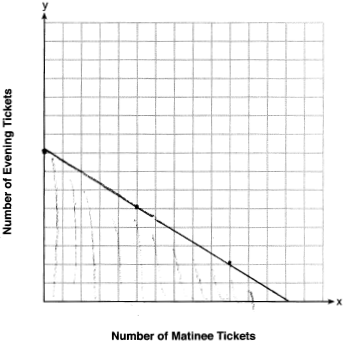 y
Number of Evening Tickets
x
Number of Matinee Tickets